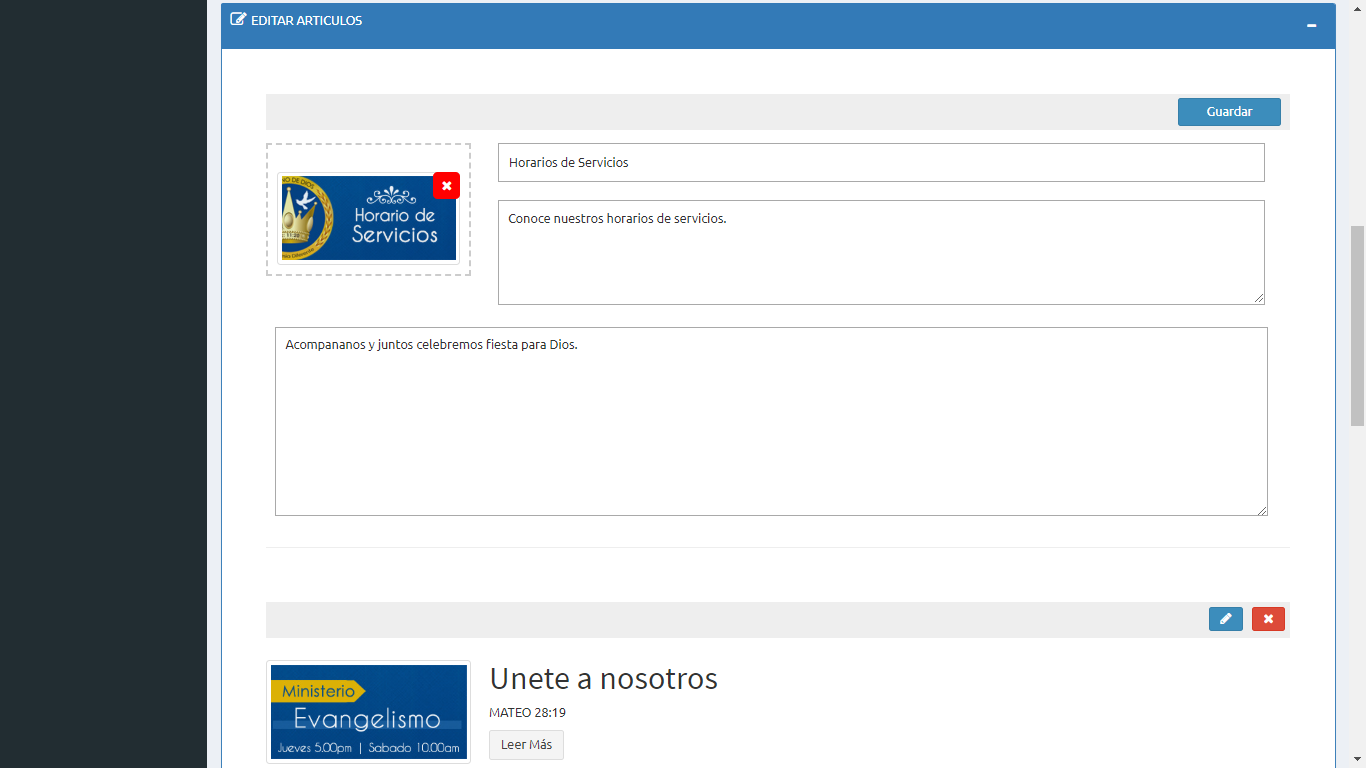 EDITAR ARTICULOS
Guardar
Horario de
Servicios
Horarios de Servicios
Conoce nuestros horarios de servicios.
Acompananos y juntos celebremos fiesta para Dios.
Ministerio
Evangelismo
Jueves 5.00pm | Sabado 10.00am
Unete a nosotros
MATEO 28:19
Leer Más